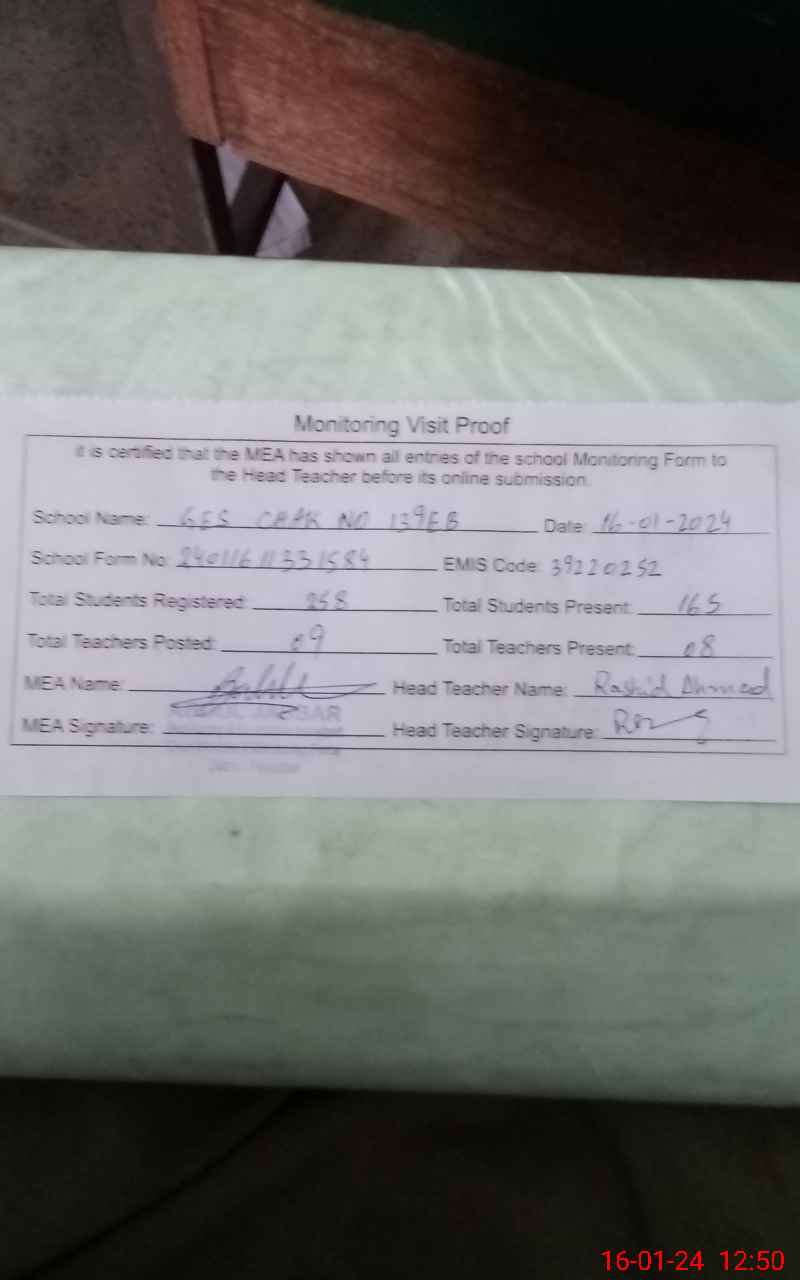 Monitoring Visit Proof
It is certified that the MEA has shown all entries of the school Monitoring Form to
the Head Teacher before its online submission.
School Name: GES CHAK NO 139EB Date: 16-01-2024
School Form No: 24011611331584 EMIS Code: 39220252
Total Students Registered: 258 Total Students Present: 165
Total Teachers Posted: 09 Total Teachers Present: 08
MEA Name: Head Teacher Name: Rashid Ahmed
MEA Signature: Head Teacher Signature:
16-01-24 12:50